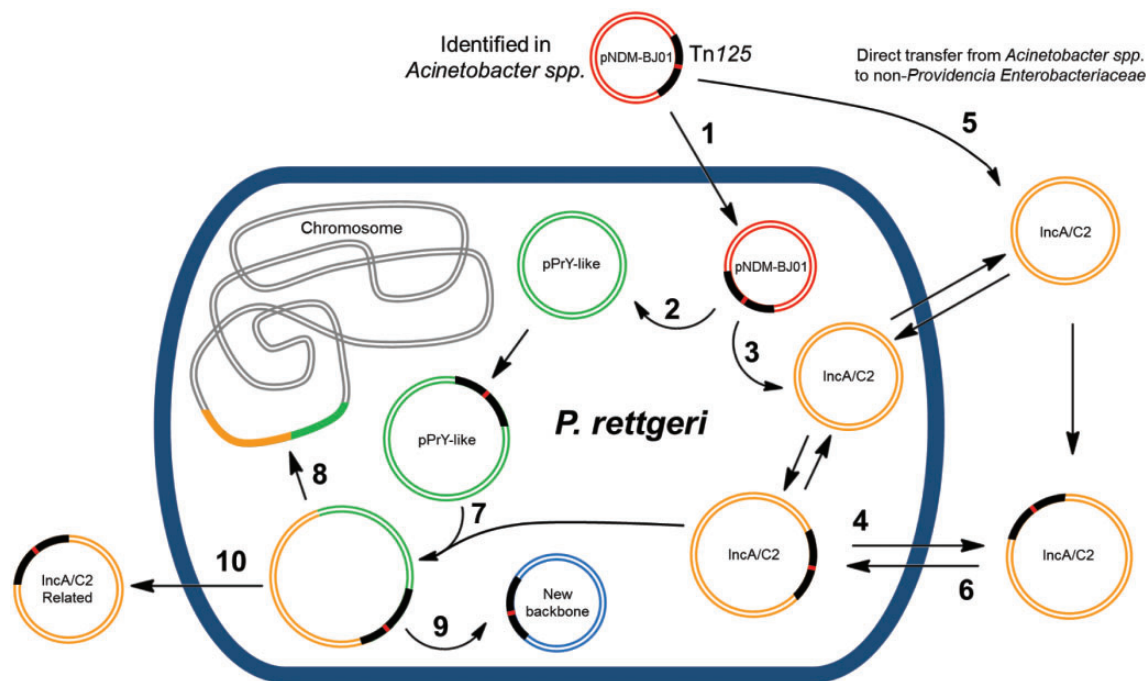 Identified in
Acinetobacter spp.
pNDM-BJ01
Tn125
Direct transfer from Acinetobacter spp.
to non-Providencia Enterobacteriaceae
1
5
Chromosome
pPrY-like
pNDM-BJ01
IncA/C2
2
3
IncA/C2
pPrY-like
P. rettgeri
8
7
4
IncA/C2
IncA/C2
6
10
IncA/C2
Related
9
New
backbone